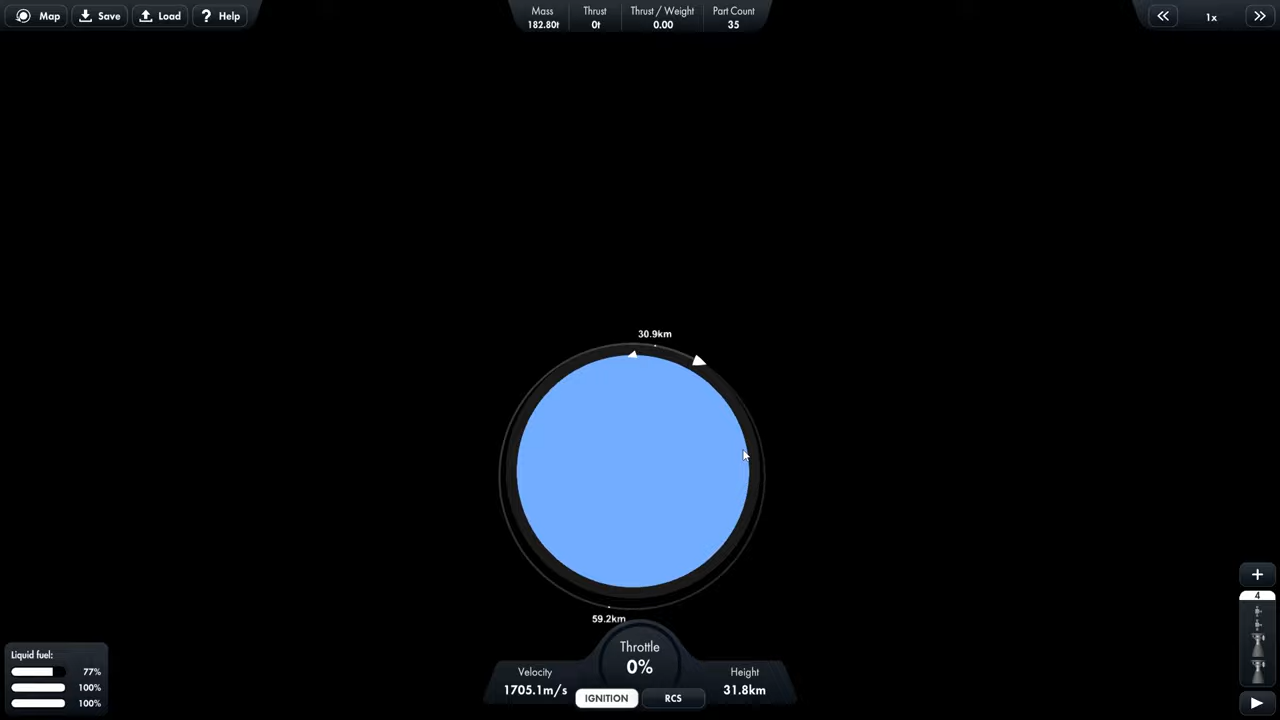 Map
Save
Load
Help
Mass
182.80t
Thrust
0t
Thrust / Weight
0.00
Part Count
35
1x
30.9km
59.2km
4
Liquid fuel:
77%
100%
100%
Throttle
0%
Velocity
1705.1m/s
Height
31.8km
IGNITION
RCS